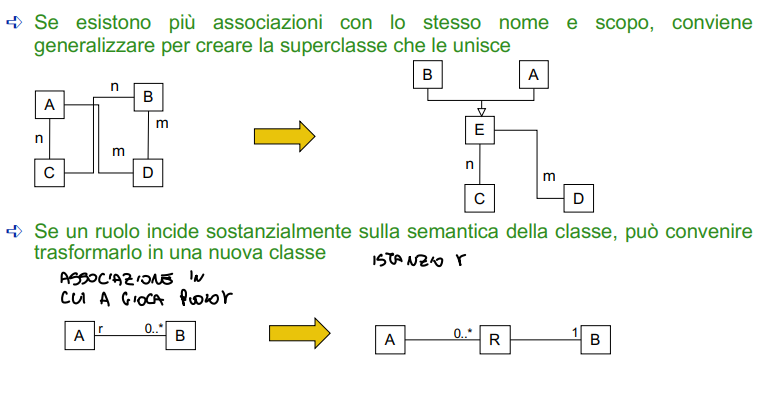 Se esistono più associazioni con lo stesso nome e scopo, conviene
generalizzare per creare la superclasse che le unisce
n
A
B
n
m
m
C
D
B
A
E
n
m
C
D
Se un ruolo incide sostanzialmente sulla semantica della classe, può convenire
trasformarlo in una nuova classe
ISTANZIO r
ASSOCIAZIONE IN
CUI A GIOCA RUOLO r
A r 0..* B
A 0..* R 1 B